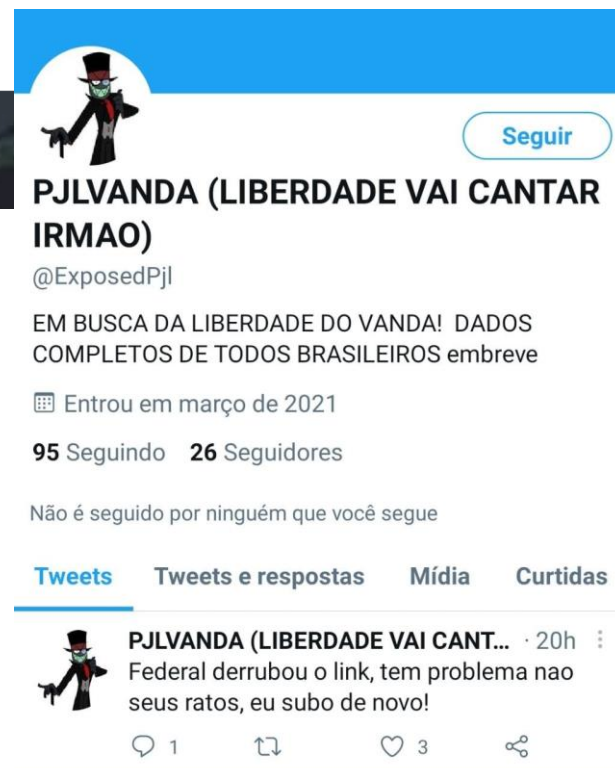 Seguir
PJLVANDA (LIBERDADE VAI CANTAR
IRMAO)
@ExposedPjl
EM BUSCA DA LIBERDADE DO VANDA! DADOS
COMPLETOS DE TODOS BRASILEIROS embreve
Entrou em março de 2021
95 Seguindo 26 Seguidores
Não é seguido por ninguém que você segue
Tweets Tweets e respostas Mídia Curtidas
PJLVANDA (LIBERDADE VAI CANT... · 20h
Federal derrubou o link, tem problema nao
seus ratos, eu subo de novo!
1 3